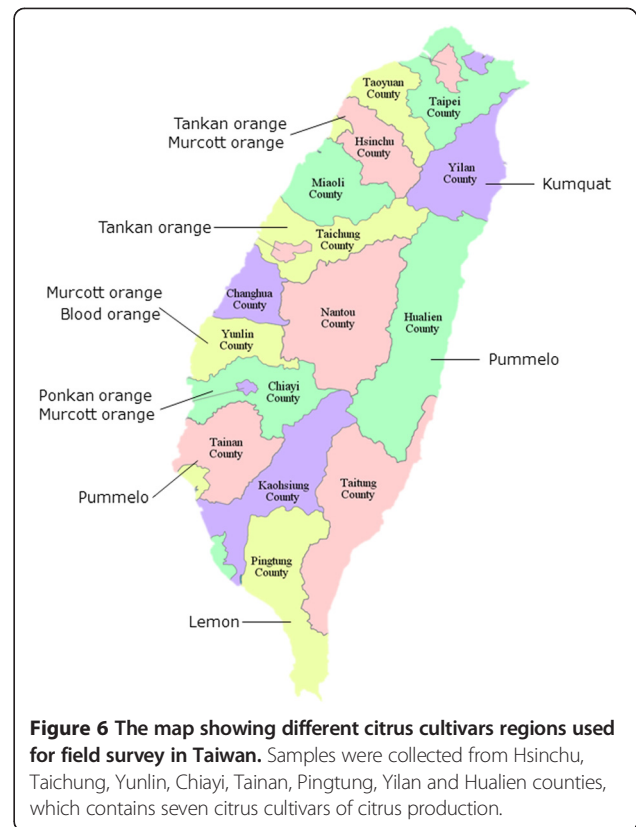 Taoyuan
County
Taipei
County
Tankan orange
Murcott orange
Hsinchu
County
Yilan
County
Kumquat
Miaoli
County
Tankan orange
Taichung
County
Changhua
County
Nantou
County
Hualien
County
Murcott orange
Blood orange
Yunlin
County
Pummelo
Ponkan orange
Murcott orange
Chiayi
County
Tainan
County
Pummelo
Kaohsiung
County
Taitung
County
Pingtung
County
Lemon
Figure 6 The map showing different citrus cultivars regions used
for field survey in Taiwan. Samples were collected from Hsinchu,
Taichung, Yunlin, Chiayi, Tainan, Pingtung, Yilan and Hualien counties,
which contains seven citrus cultivars of citrus production.